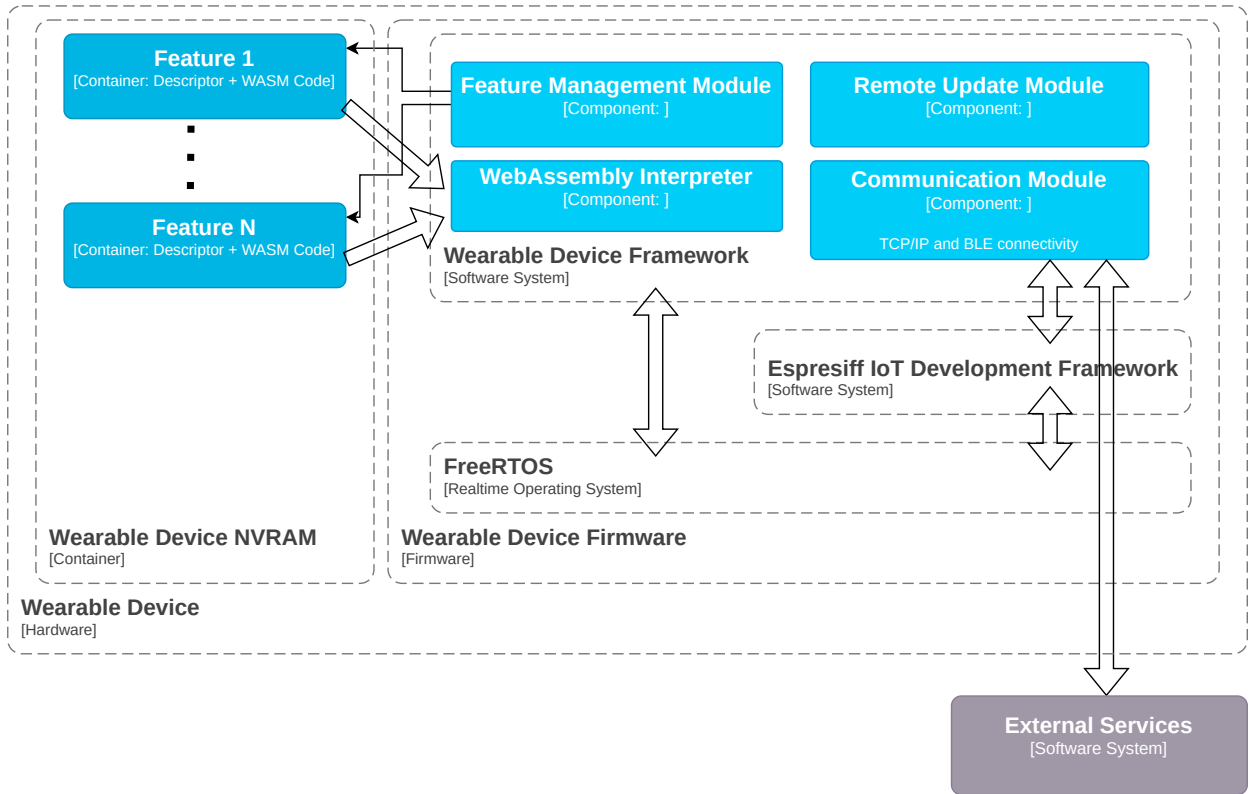 Feature 1
[Container: Descriptor + WASM Code]
Feature N
[Container: Descriptor + WASM Code]
Wearable Device NVRAM
[Container]
Feature Management Module
[Component: ]
Remote Update Module
[Component: ]
WebAssembly Interpreter
[Component: ]
Communication Module
[Component: ]
TCP/IP and BLE connectivity
Wearable Device Framework
[Software System]
Espresiff IoT Development Framework
[Software System]
FreeRTOS
[Realtime Operating System]
Wearable Device Firmware
[Firmware]
Wearable Device
[Hardware]
External Services
[Software System]